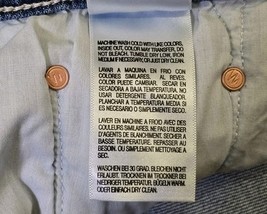 MACHINE WASH COLD WITH LIKE COLORS,
INSIDE OUT, COLOR MAY TRANSFER, DO
NOT BLEACH, TUMBLE DRY LOW, IRON
MEDIUM IF NECESSARY, OR JUST DRY CLEAN.
LAVAR A MAQUINA EN FRIO CON
COLORES SIMILARES, AL REVES,
COLOR PUEDE CAMBIAR, SECAR EN
SECADORA A BAJA TEMPERATURA, NO
USAR DETERGENTE BLANQUEADOR,
PLANCHAR A TEMPERATURA MEDIA SI
ES NECESARIO O SIMPLEMENTE
LAVADO EN SECO.
LAVER EN MACHINE A FROID AVEC DES
COULEURS SIMILAIRES, PAS D'UTILISATION
D'AGENTS DE BLANCHIMENT, SECHER A
BASSE TEMPERATURE, REPASSER AU
BESOIN, OU SIMPLEMENT NETTOYAGE A
SEC.
WASCHEN BEI 30 GRAD, BLEICHEN NICHT
ERLAUBT, TROCKNEN IM TROCKNER BEI
NIEDRIGER TEMPERATUR, BÜGELN WARM,
ODER EINFACH DRY CLEAN.